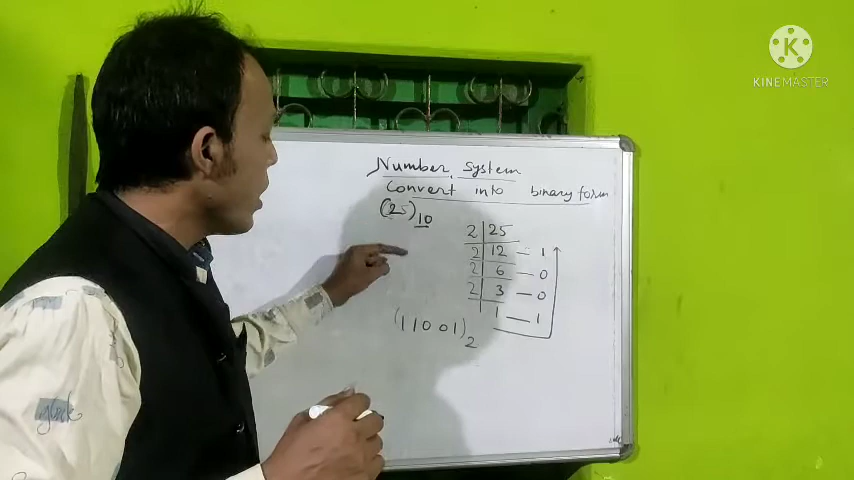 Number system
Convert into binary form
(25)10
2 25
2 12 - 1
2 6 - 0
2 3 - 0
1 - 1
(11001)2
K
KINEMASTER